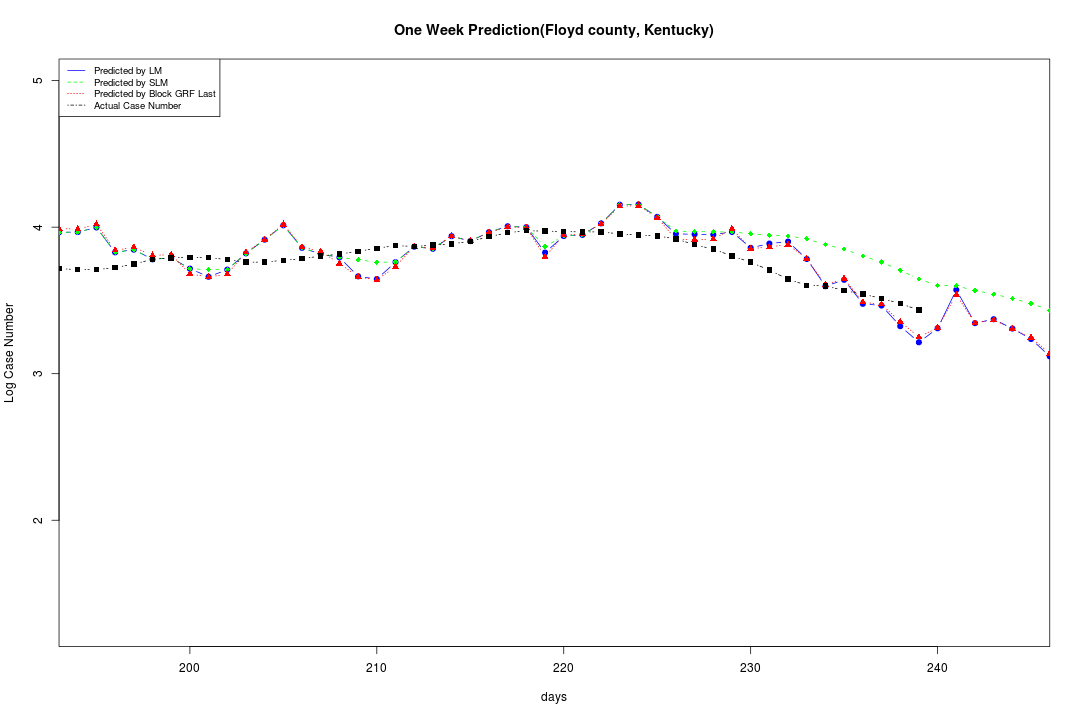 One Week Prediction(Floyd county, Kentucky)
Predicted by LM
Predicted by SLM
Predicted by Block GRF Last
Actual Case Number
5
4
3
2
Log Case Number
200
210
220
230
240
days